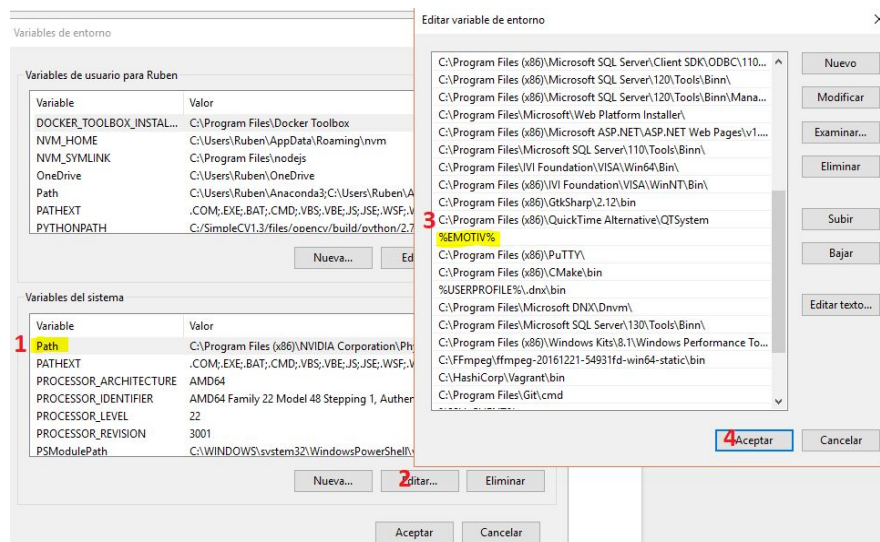 Variables de entorno
Variables de usuario para Ruben
Variable Valor
DOCKER_TOOLBOX_INSTAL... C:\Program Files\Docker Toolbox
NVM_HOME C:\Users\Ruben\AppData\Roaming\nvm
NVM_SYMLINK C:\Program Files\nodejs
OneDrive C:\Users\Ruben\OneDrive
Path C:\Users\Ruben\Anaconda3;C:\Users\Ruben\A
PATHEXT .COM;.EXE;.BAT;.CMD;.VBS;.VBE;.JS;.JSE;.WSF;.V
PYTHONPATH C:/SimpleCV1.3/files/opencv/build/python/2.7
Nueva... Ed
Variables del sistema
Variable Valor
1 Path C:\Program Files (x86)\NVIDIA Corporation\Phy
PATHEXT .COM;.EXE;.BAT;.CMD;.VBS;.VBE;.JS;.JSE;.WSF;.V
PROCESSOR_ARCHITECTURE AMD64
PROCESSOR_IDENTIFIER AMD64 Family 22 Model 48 Stepping 1, Authen
PROCESSOR_LEVEL 22
PROCESSOR_REVISION 3001
PSModulePath C:\WINDOWS\system32\WindowsPowerShell\v
Nueva... 2 Editar... Eliminar
Aceptar Cancelar
Editar variable de entorno
C:\Program Files (x86)\Microsoft SQL Server\Client SDK\ODBC\110... Nuevo
C:\Program Files (x86)\Microsoft SQL Server\120\Tools\Binn\
C:\Program Files (x86)\Microsoft SQL Server\120\Tools\Binn\Mana... Modificar
C:\Program Files\Microsoft\Web Platform Installer\
C:\Program Files (x86)\Microsoft ASP.NET\ASP.NET Web Pages\v1.... Examinar...
C:\Program Files\Microsoft SQL Server\110\Tools\Binn\
C:\Program Files\IVI Foundation\VISA\Win64\Bin\ Eliminar
C:\Program Files (x86)\IVI Foundation\VISA\WinNT\Bin\
C:\Program Files (x86)\GtkSharp\2.12\bin
3 C:\Program Files (x86)\QuickTime Alternative\QTSystem Subir
%EMOTIV%
C:\Program Files (x86)\PuTTY\ Bajar
C:\Program Files (x86)\CMake\bin
%USERPROFILE%\.dnx\bin
C:\Program Files\Microsoft DNX\Dnvm\ Editar texto...
C:\Program Files\Microsoft SQL Server\130\Tools\Binn\
C:\Program Files (x86)\Windows Kits\8.1\Windows Performance To...
C:\FFmpeg\ffmpeg-20161221-54931fd-win64-static\bin
C:\HashiCorp\Vagrant\bin
C:\Program Files\Git\cmd
4 Aceptar Cancelar